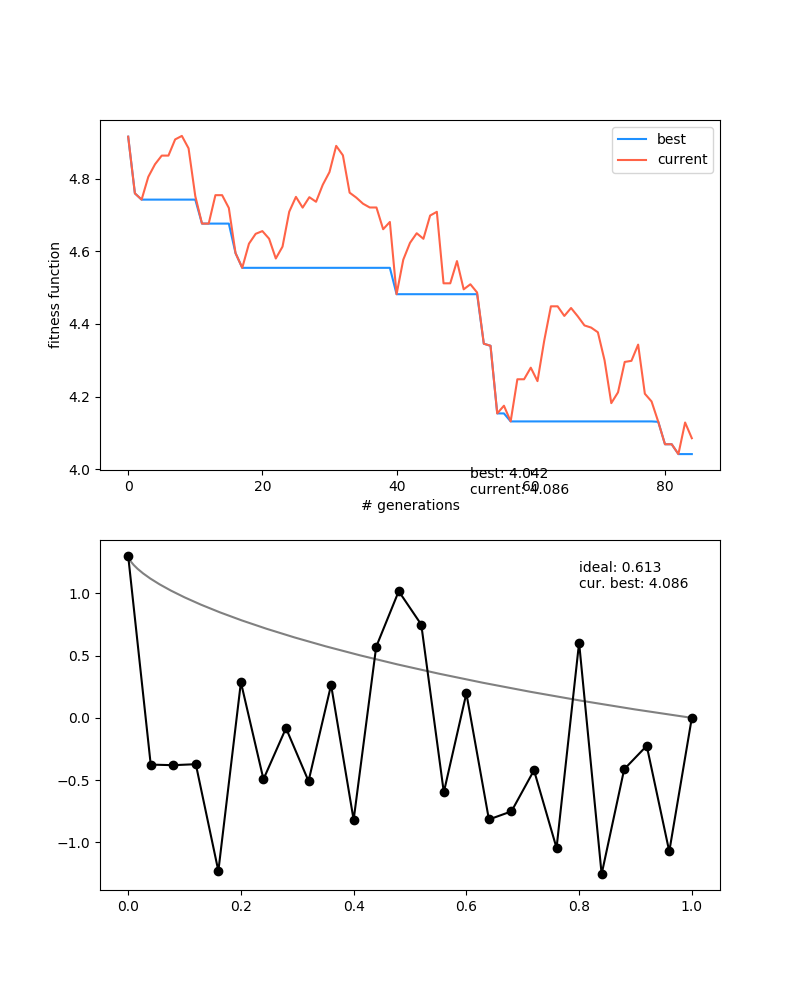 best
current
4.8
4.6
4.4
4.2
4.0
fitness function
0 20 40 60 80
best: 4.042
current: 4.086
# generations
ideal: 0.613
cur. best: 4.086
1.0
0.5
0.0
−0.5
−1.0
0.0 0.2 0.4 0.6 0.8 1.0